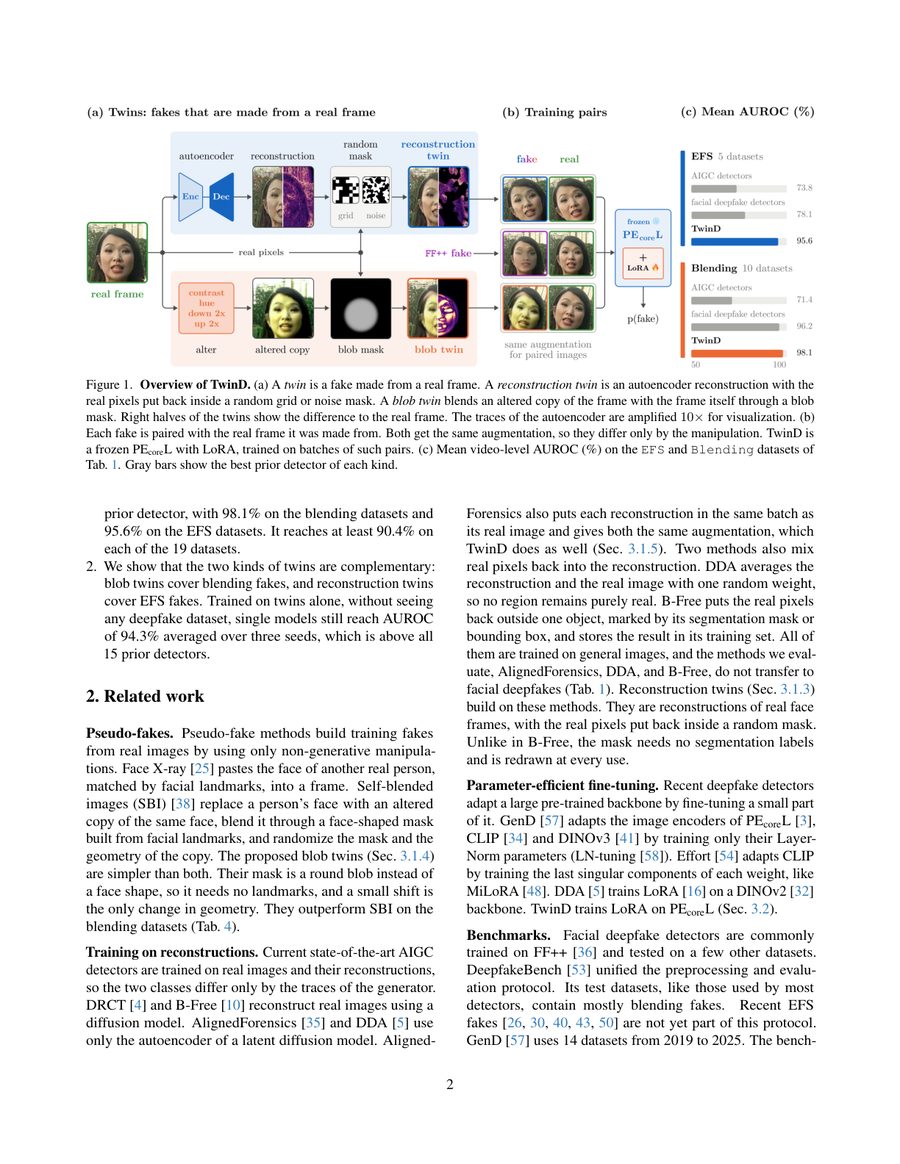 (a) Twins: fakes that are made from a real frame
(b) Training pairs
(c) Mean AUROC (%)
autoencoder
reconstruction
random
mask
reconstruction
twin
Enc
Dec
grid
noise
real frame
real pixels
contrast
hue
down 2x
up 2x
alter
altered copy
blob mask
blob twin
fake
real
FF++ fake
same augmentation
for paired images
frozen
PEcoreL
+
LoRA
p(fake)
EFS 5 datasets
AIGC detectors
73.8
facial deepfake detectors
78.1
TwinD
95.6
Blending 10 datasets
AIGC detectors
71.4
facial deepfake detectors
96.2
TwinD
98.1
50
100
Figure 1. Overview of TwinD. (a) A twin is a fake made from a real frame. A reconstruction twin is an autoencoder reconstruction with the
real pixels put back inside a random grid or noise mask. A blob twin blends an altered copy of the frame with the frame itself through a blob
mask. Right halves of the twins show the difference to the real frame. The traces of the autoencoder are amplified 10× for visualization. (b)
Each fake is paired with the real frame it was made from. Both get the same augmentation, so they differ only by the manipulation. TwinD is
a frozen PEcoreL with LoRA, trained on batches of such pairs. (c) Mean video-level AUROC (%) on the EFS and Blending datasets of
Tab. 1. Gray bars show the best prior detector of each kind.
prior detector, with 98.1% on the blending datasets and
95.6% on the EFS datasets. It reaches at least 90.4% on
each of the 19 datasets.
2. We show that the two kinds of twins are complementary:
blob twins cover blending fakes, and reconstruction twins
cover EFS fakes. Trained on twins alone, without seeing
any deepfake dataset, single models still reach AUROC
of 94.3% averaged over three seeds, which is above all
15 prior detectors.
2. Related work
Pseudo-fakes. Pseudo-fake methods build training fakes
from real images by using only non-generative manipula-
tions. Face X-ray [25] pastes the face of another real person,
matched by facial landmarks, into a frame. Self-blended
images (SBI) [38] replace a person's face with an altered
copy of the same face, blend it through a face-shaped mask
built from facial landmarks, and randomize the mask and the
geometry of the copy. The proposed blob twins (Sec. 3.1.4)
are simpler than both. Their mask is a round blob instead of
a face shape, so it needs no landmarks, and a small shift is
the only change in geometry. They outperform SBI on the
blending datasets (Tab. 4).
Training on reconstructions. Current state-of-the-art AIGC
detectors are trained on real images and their reconstructions,
so the two classes differ only by the traces of the generator.
DRCT [4] and B-Free [10] reconstruct real images using a
diffusion model. AlignedForensics [35] and DDA [5] use
only the autoencoder of a latent diffusion model. Aligned-
Forensics also puts each reconstruction in the same batch as
its real image and gives both the same augmentation, which
TwinD does as well (Sec. 3.1.5). Two methods also mix
real pixels back into the reconstruction. DDA averages the
reconstruction and the real image with one random weight,
so no region remains purely real. B-Free puts the real pixels
back outside one object, marked by its segmentation mask or
bounding box, and stores the result in its training set. All of
them are trained on general images, and the methods we eval-
uate, AlignedForensics, DDA, and B-Free, do not transfer to
facial deepfakes (Tab. 1). Reconstruction twins (Sec. 3.1.3)
build on these methods. They are reconstructions of real face
frames, with the real pixels put back inside a random mask.
Unlike in B-Free, the mask needs no segmentation labels
and is redrawn at every use.
Parameter-efficient fine-tuning. Recent deepfake detectors
adapt a large pre-trained backbone by fine-tuning a small part
of it. GenD [57] adapts the image encoders of PEcoreL [3],
CLIP [34] and DINOv3 [41] by training only their Layer-
Norm parameters (LN-tuning [58]). Effort [54] adapts CLIP
by training the last singular components of each weight, like
MiLoRA [48]. DDA [5] trains LoRA [16] on a DINOv2 [32]
backbone. TwinD trains LoRA on PEcoreL (Sec. 3.2).
Benchmarks. Facial deepfake detectors are commonly
trained on FF++ [36] and tested on a few other datasets.
DeepfakeBench [53] unified the preprocessing and evalu-
ation protocol. Its test datasets, like those used by most
detectors, contain mostly blending fakes. Recent EFS
fakes [26, 30, 40, 43, 50] are not yet part of this protocol.
GenD [57] uses 14 datasets from 2019 to 2025. The bench-
2